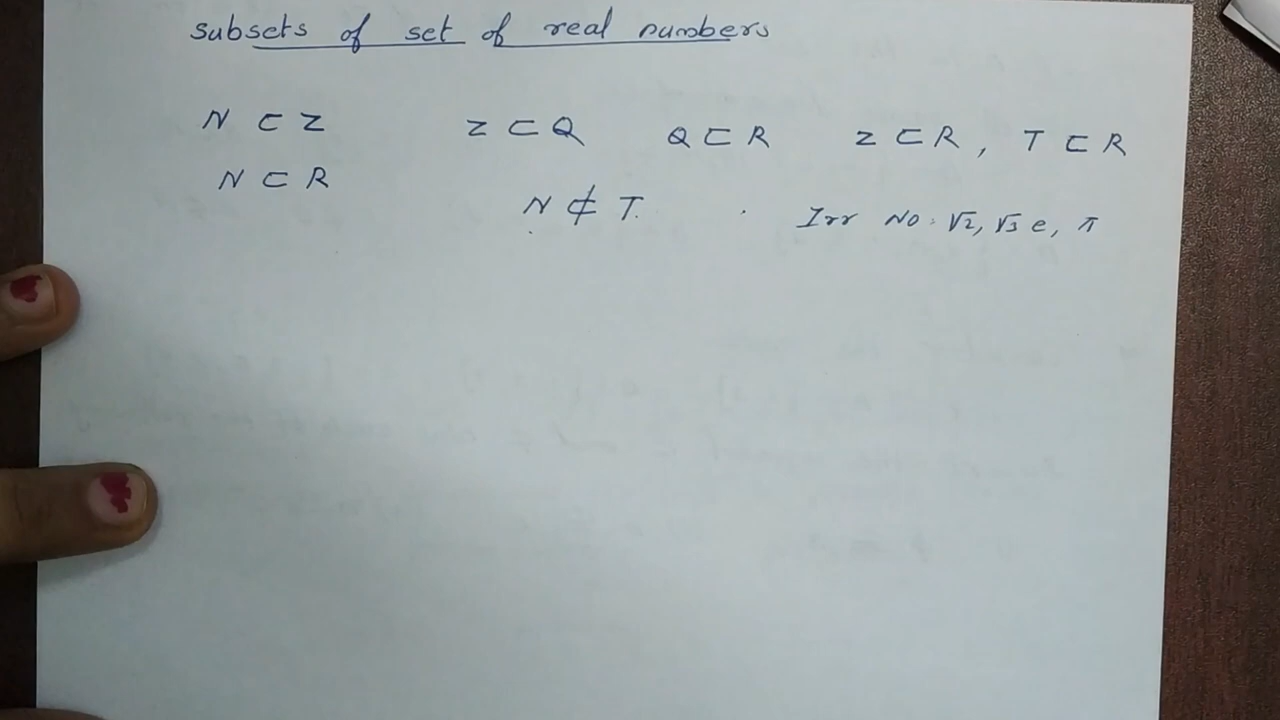 subsets of set of real numbers
N ⊂ Z Z ⊂ Q Q ⊂ R Z ⊂ R, T ⊂ R
N ⊂ R
N ⊄ T. Irr No: √2, √3 e, π